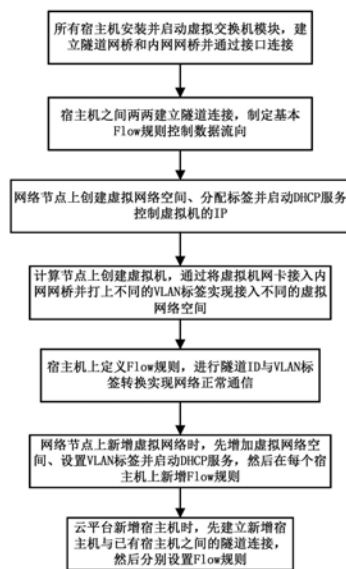 所有宿主机安装并启动虚拟交换机模块，建
立隧道网桥和内网网桥并通过接口连接
宿主机之间两两建立隧道连接，制定基本
Flow规则控制数据流向
网络节点上创建虚拟网络空间、分配标签并启动DHCP服务
控制虚拟机的IP
计算节点上创建虚拟机，通过将虚拟机网卡接入内
网网桥并打上不同的VLAN标签实现接入不同的虚拟
网络空间
宿主机上定义Flow规则，进行隧道ID与VLAN标
签转换实现网络正常通信
网络节点上新增虚拟网络时，先增加虚拟网络空
间、设置VLAN标签并启动DHCP服务，然后在每个宿
主机上新增Flow规则
云平台新增宿主机时，先建立新增宿
主机与已有宿主机之间的隧道连接，
然后分别设置Flow规则